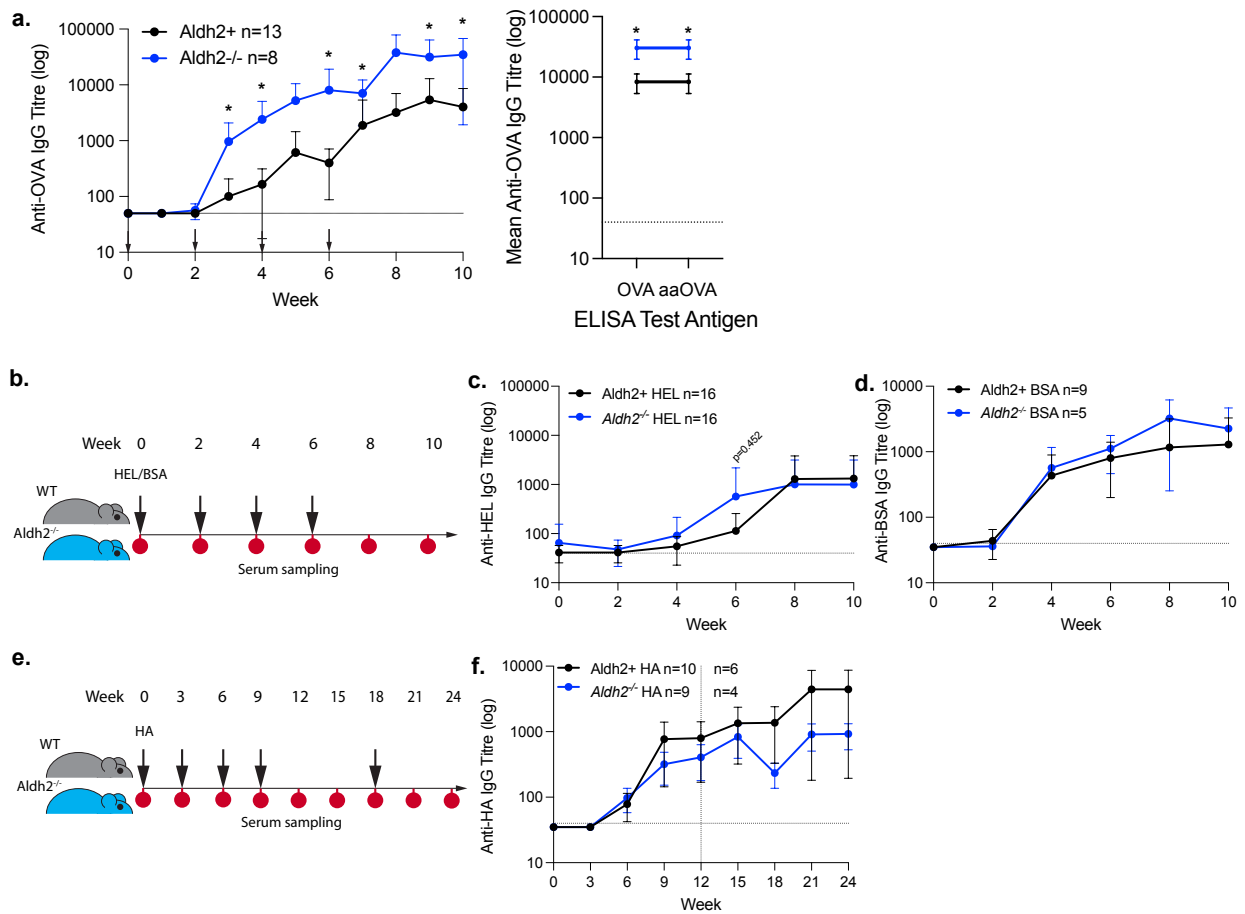 a.
Anti-OVA IgG Titre (log)
100000
10000
1000
100
10
Aldh2+ n=13
Aldh2-/- n=8
* * * * * *
0 2 4 6 8 10
Week
Mean Anti-OVA IgG Titre (log)
100000
10000
1000
100
10
* *
OVA aaOVA
ELISA Test Antigen
b.
Week 0 2 4 6 8 10
HEL/BSA
WT
Aldh2-/-
Serum sampling
c.
Anti-HEL IgG Titre (log)
100000
10000
1000
100
10
Aldh2+ HEL n=16
Aldh2-/- HEL n=16
p=0.452
0 2 4 6 8 10
Week
d.
Anti-BSA IgG Titre (log)
10000
1000
100
10
Aldh2+ BSA n=9
Aldh2-/- BSA n=5
0 2 4 6 8 10
Week
e.
Week 0 3 6 9 12 15 18 21 24
HA
WT
Aldh2-/-
Serum sampling
f.
Anti-HA IgG Titre (log)
10000
1000
100
10
Aldh2+ HA n=10 n=6
Aldh2-/- HA n=9 n=4
0 3 6 9 12 15 18 21 24
Week